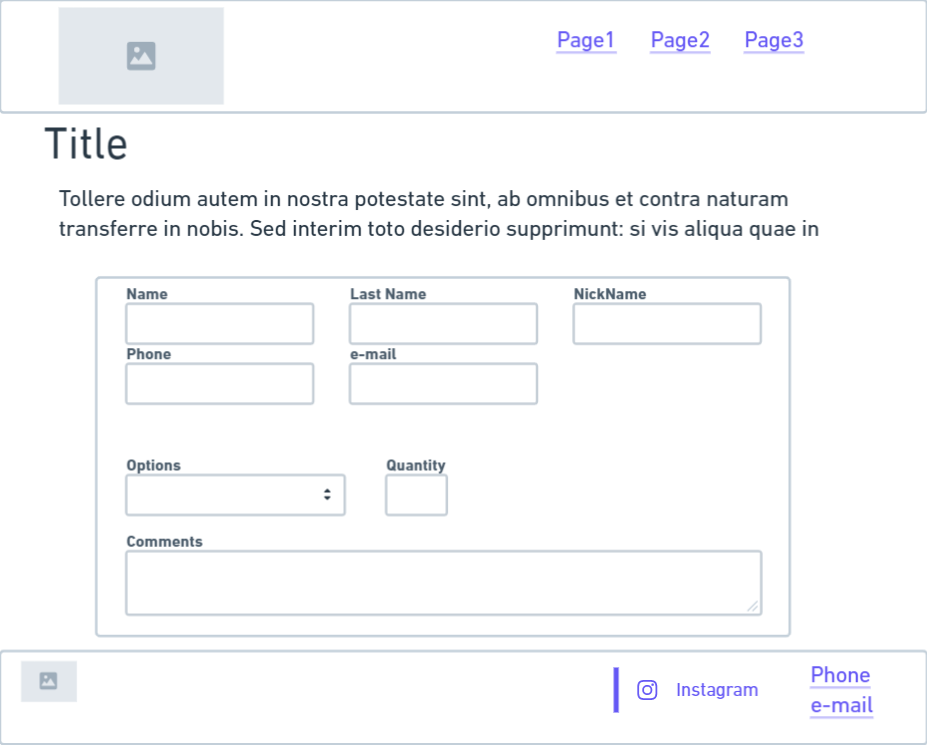 Page1 Page2 Page3
Title
Tollere odium autem in nostra potestate sint, ab omnibus et contra naturam
transferre in nobis. Sed interim toto desiderio supprimunt: si vis aliqua quae in
Name Last Name NickName
Phone e-mail
Options Quantity
Comments
Instagram
Phone
e-mail